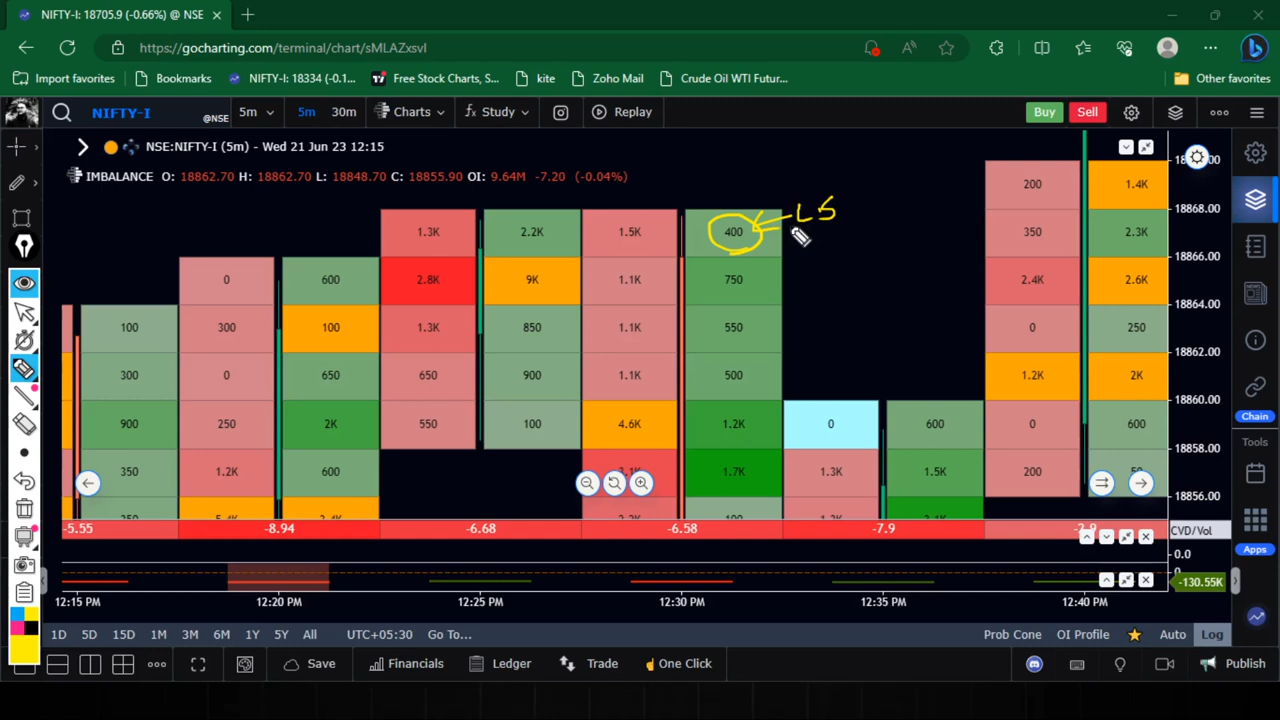 NIFTY-I: 18705.9 (-0.66%) @ NSE
https://gocharting.com/terminal/chart/sMLAZxsvI
Import favorites Bookmarks NIFTY-I: 18334 (-0.1... Free Stock Charts, S... kite Zoho Mail Crude Oil WTI Futur... Other favorites
NIFTY-I @NSE 5m 5m 30m Charts Study Replay Buy Sell
NSE:NIFTY-I (5m) - Wed 21 Jun 23 12:15
IMBALANCE O: 18862.70 H: 18862.70 L: 18848.70 C: 18855.90 OI: 9.64M -7.20 (-0.04%)
200 1.4K
LS
18868.00
1.3K 2.2K 1.5K 400 350 2.3K
18866.00
0 600 2.8K 9K 1.1K 750 2.4K 2.6K
18864.00
100 300 100 1.3K 850 1.1K 550 0 250
18862.00
300 0 650 650 900 1.1K 500 1.2K 2K
18860.00
900 250 2K 550 100 4.6K 1.2K 0 600 0 600
Chain
18858.00
Tools
350 1.2K 600 1.7K 1.3K 1.5K 200
18856.00
-5.55 -8.94 -6.68 -6.58 -7.9 CVD/Vol
Apps
0.0
-130.55K
12:15 PM 12:20 PM 12:25 PM 12:30 PM 12:35 PM 12:40 PM
1D 5D 15D 1M 3M 6M 1Y 5Y All UTC+05:30 Go To... Prob Cone OI Profile Auto Log
Save Financials Ledger Trade One Click Publish